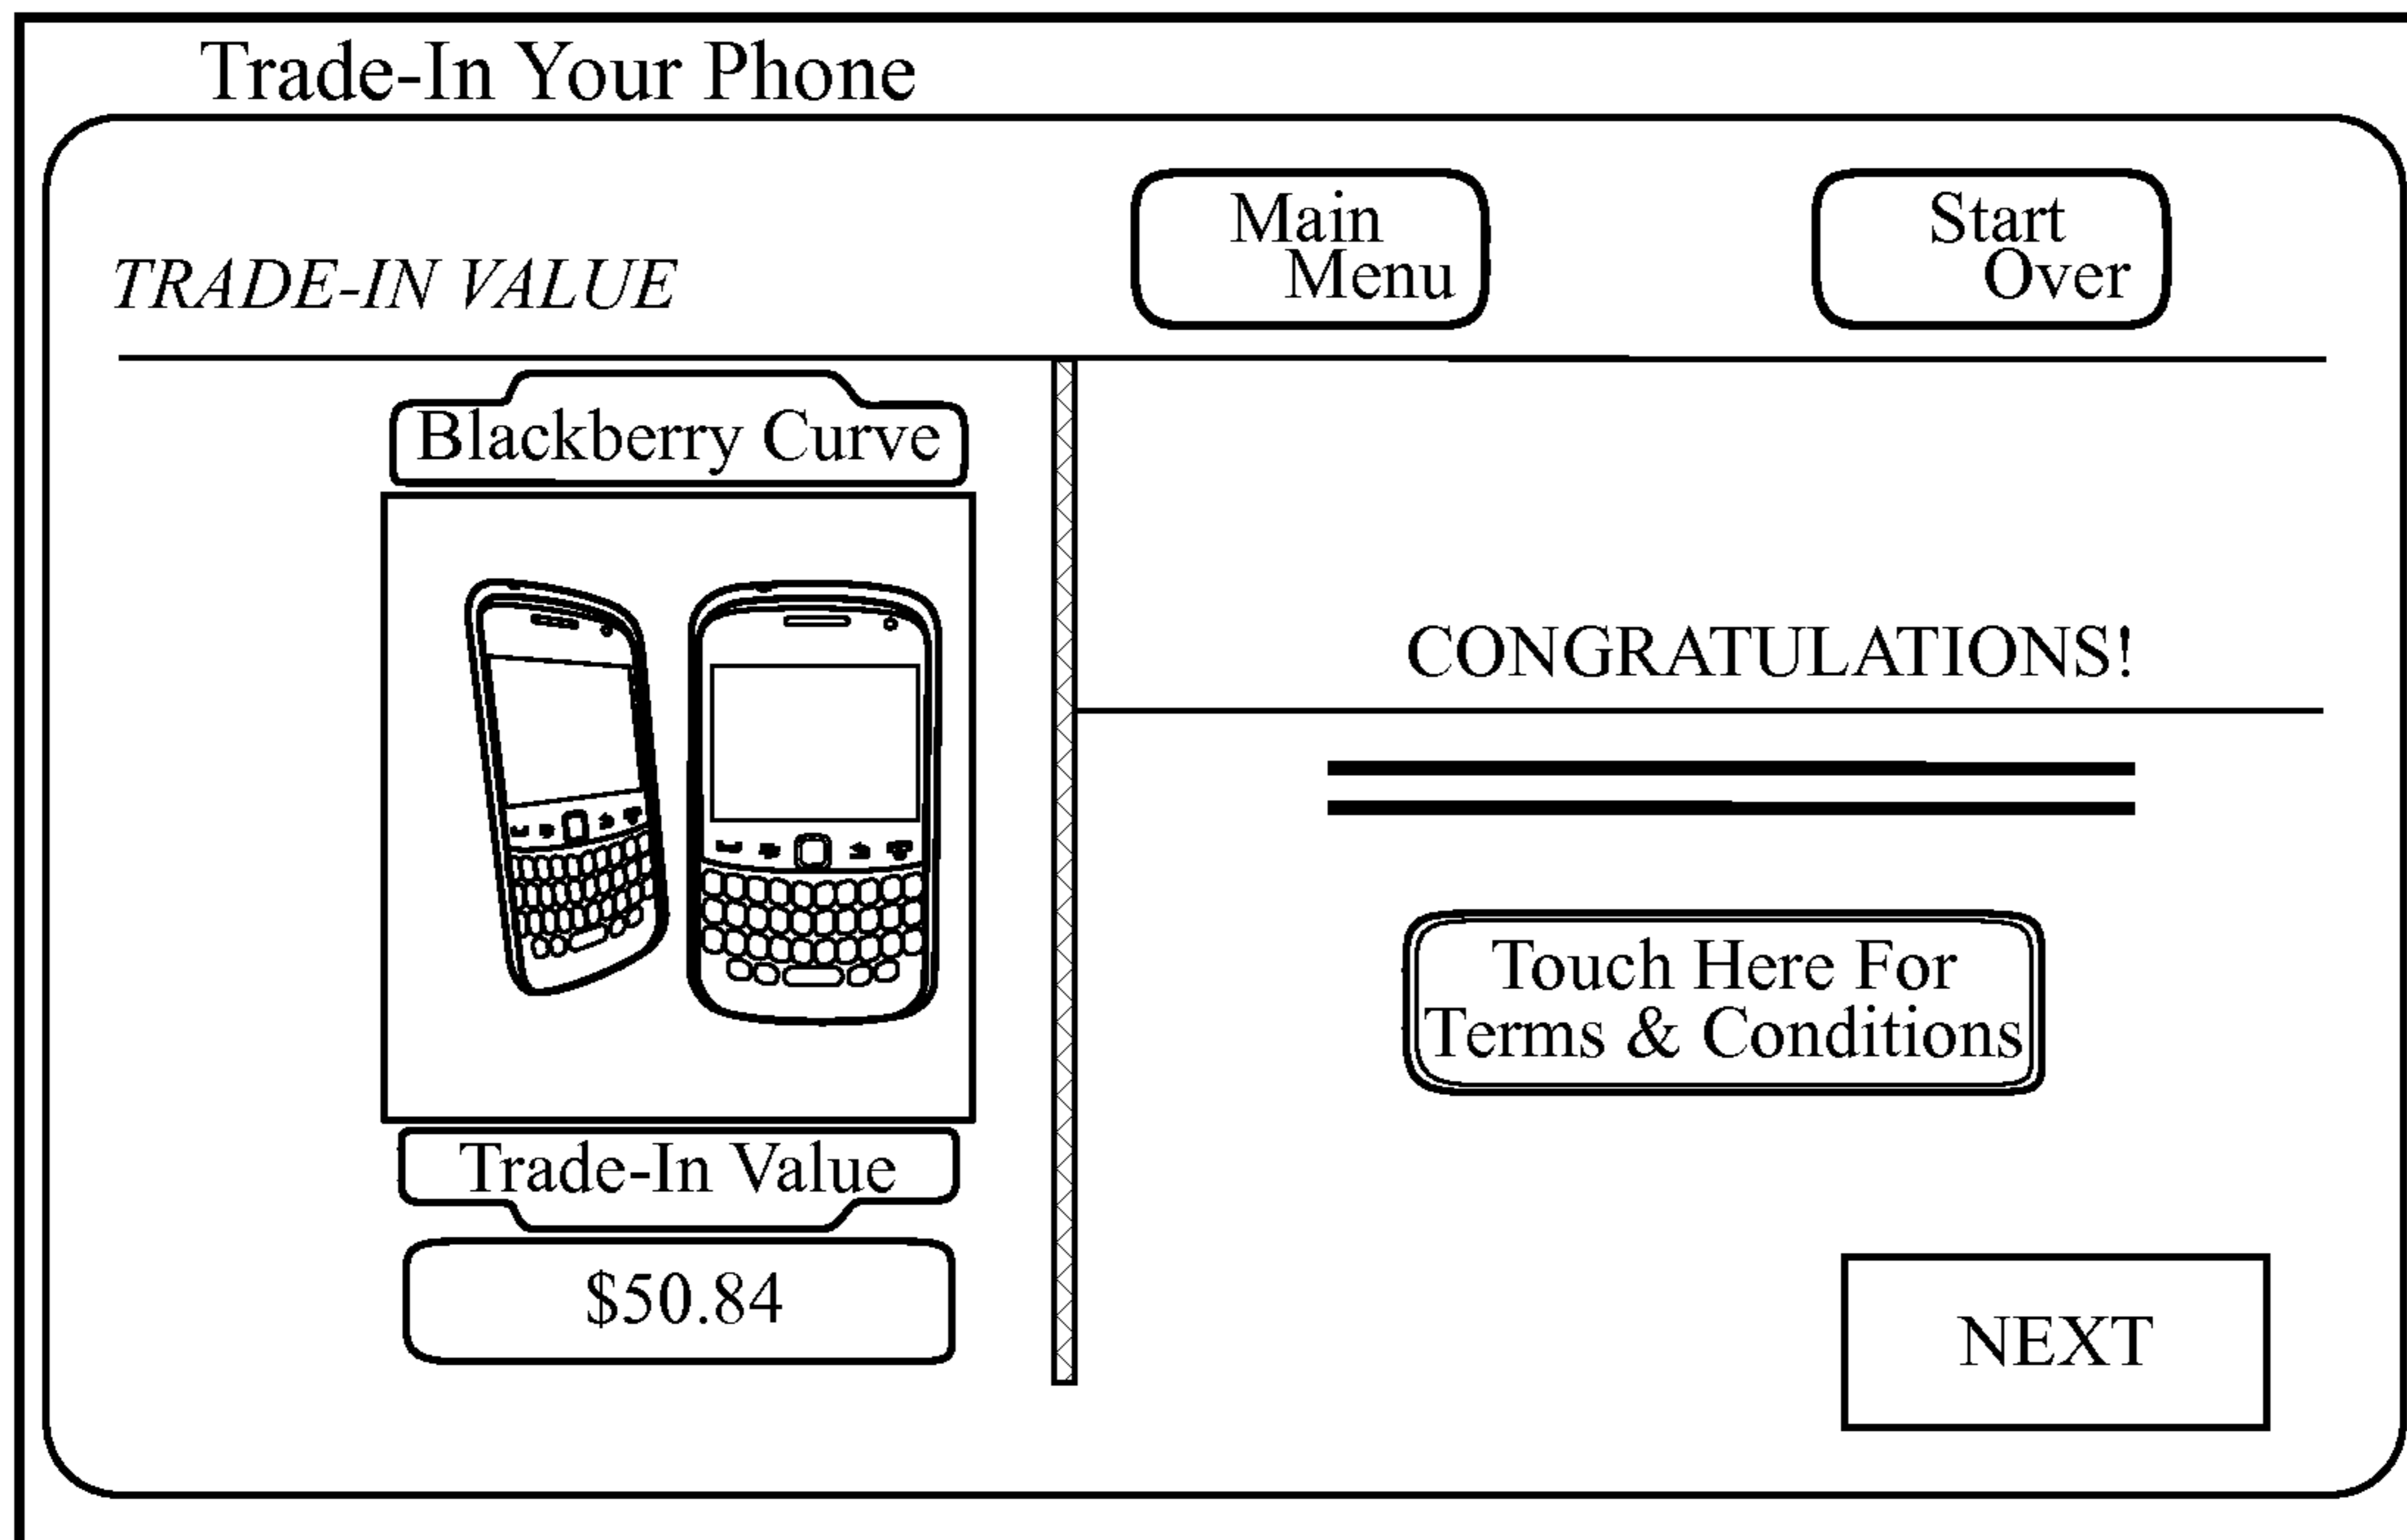 Trade-In Your Phone
TRADE-IN VALUE
Main
Menu
Start
Over
Blackberry Curve
Trade-In Value
$50.84
CONGRATULATIONS!
Touch Here For
Terms & Conditions
NEXT